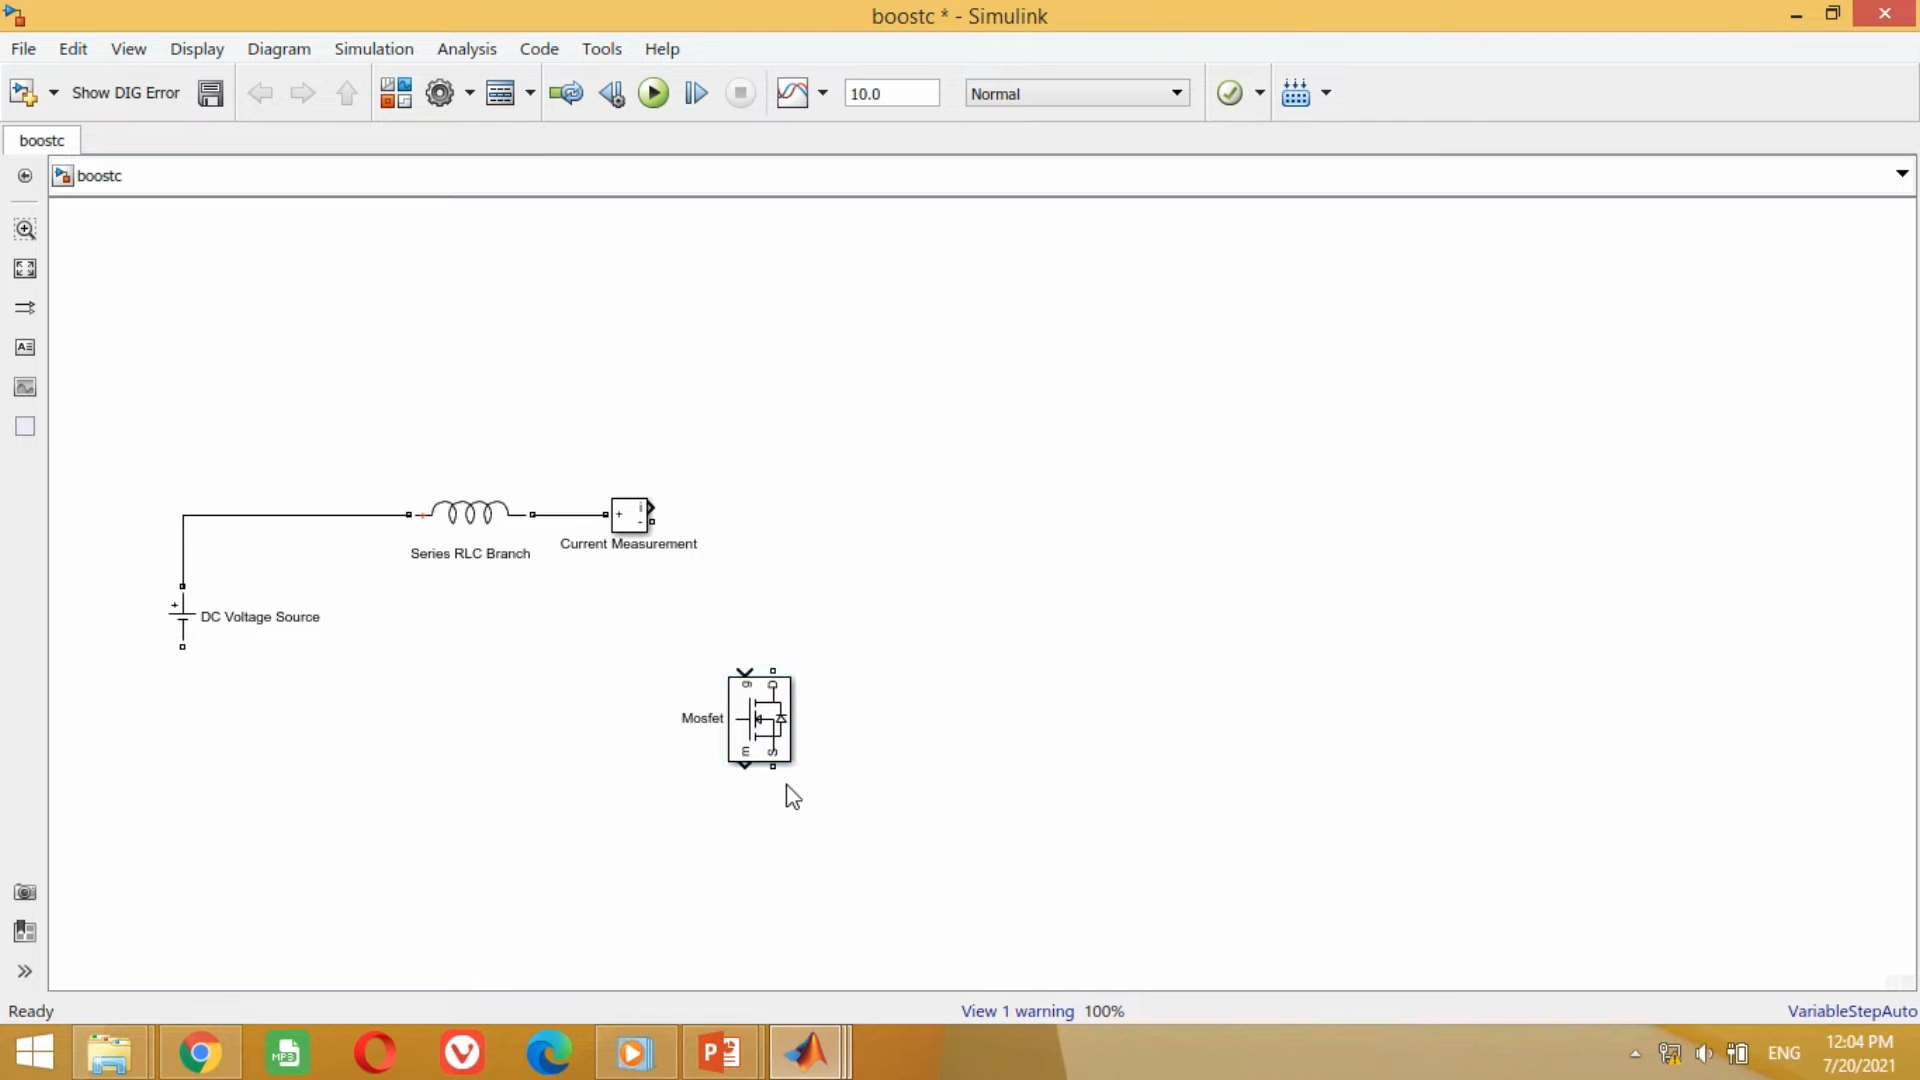 boostc * - Simulink
File Edit View Display Diagram Simulation Analysis Code Tools Help
Show DIG Error 10.0 Normal
boostc
boostc
A≡
+ i
-
Series RLC Branch
Current Measurement
+
DC Voltage Source
g D
Mosfet
m S
Ready View 1 warning 100% VariableStepAuto
MP3
P
ENG
12:04 PM
7/20/2021